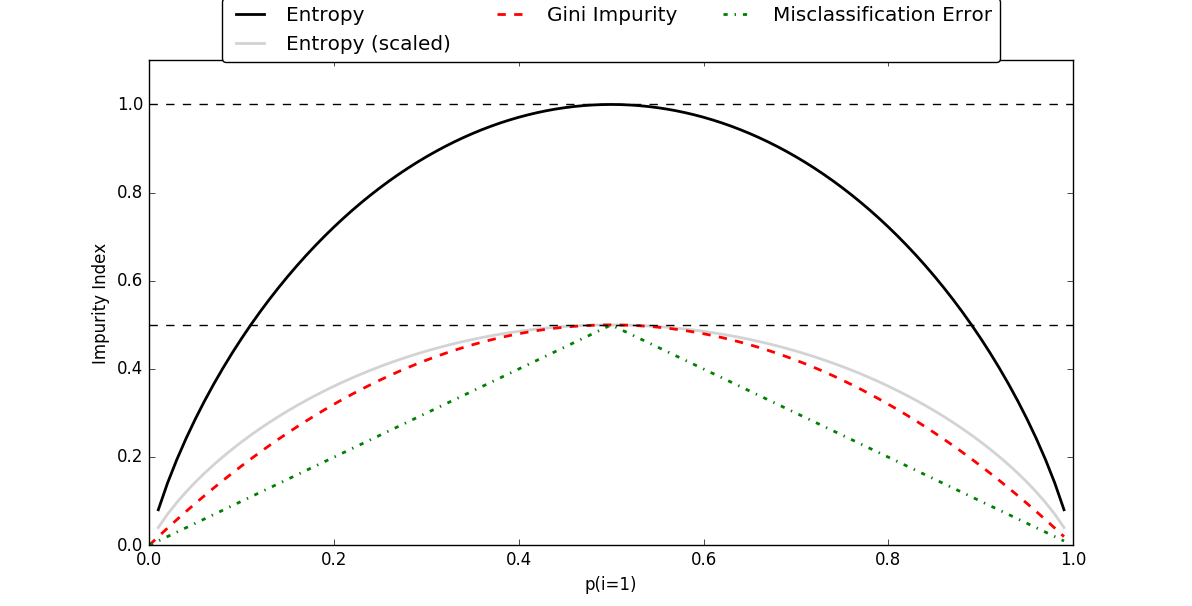 Entropy
Gini Impurity
Misclassification Error
Entropy (scaled)
Impurity Index
1.0
0.8
0.6
0.4
0.2
0.0
0.0 0.2 0.4 0.6 0.8 1.0
p(i=1)